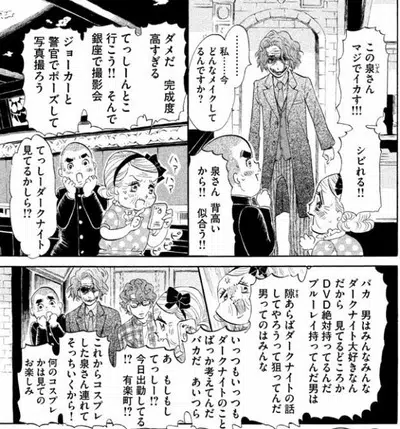 この泉さん
マジでイカす!!!
シビれる!!
私……今
どんなメイクして
るんですか?
泉さん 背高い
から!! 似合う!!
ダメだ 完成度
高すぎる
てっしーんとこ
行こう!! そんで
銀座で撮影会
ジョーカーと
警官でポーズして
写真撮ろう
てっしーダークナイト
見てるかしら!?
バカ 男はみんなみんな
ダークナイト大好きなん
だから 見てるどころか
DVD絶対持ってるんだ
ブルーレイ持ってんだ男は
隙あらばダークナイトの話
してやろうって狙ってんだ
男ってのはみんな
いっつもいっつも
ダークナイトのこと
ばっか考えてんだ
バカだ あいつら
あ もしもし
てっし!?
今日出勤してる
!? 有楽町!?
これからコスプレ
した泉さん連れて
そっちいくから!
何のコスプレ
かは見ての
お楽しみ